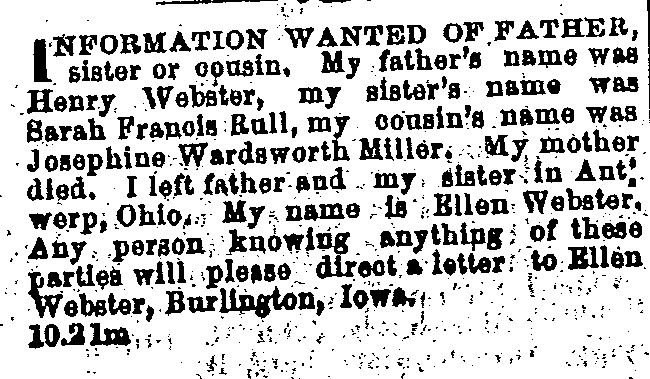 INFORMATION WANTED OF FATHER,
sister or cousin. My father's name was
Henry Webster, my sister's name was
Sarah Francis Rull, my cousin's name was
Josephine Wardsworth Miller. My mother
died. I left father and my sister in Ant-
werp, Ohio. My name is Ellen Webster.
Any person knowing anything of these
parties will please direct a letter to Ellen
Webster, Burlington, Iowa.
10.21m